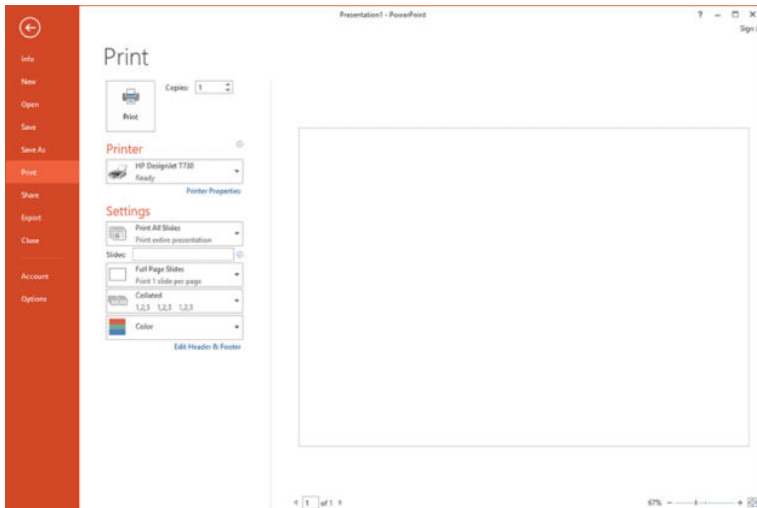 Presentation1 - PowerPoint
?
Sign
Info
New
Open
Save
Save As
Print
Share
Export
Close
Account
Options
Print
Copies: 1
Print
Printer
HP DesignJet T730
Ready
Printer Properties
Settings
Print All Slides
Print entire presentation
Slides:
Full Page Slides
Print 1 slide per page
Collated
1,2,3 1,2,3 1,2,3
Color
Edit Header & Footer
1 of 1
67%